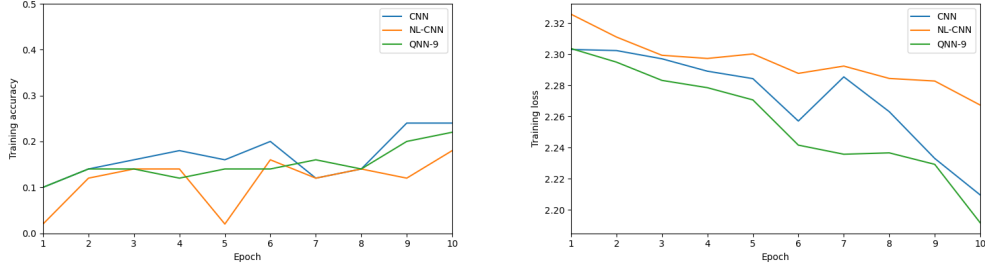 0.5
0.4
0.3
0.2
0.1
0.0
Training accuracy
1 2 3 4 5 6 7 8 9 10
Epoch
CNN
NL-CNN
QNN-9
2.32
2.30
2.28
2.26
2.24
2.22
2.20
Training loss
1 2 3 4 5 6 7 8 9 10
Epoch
CNN
NL-CNN
QNN-9